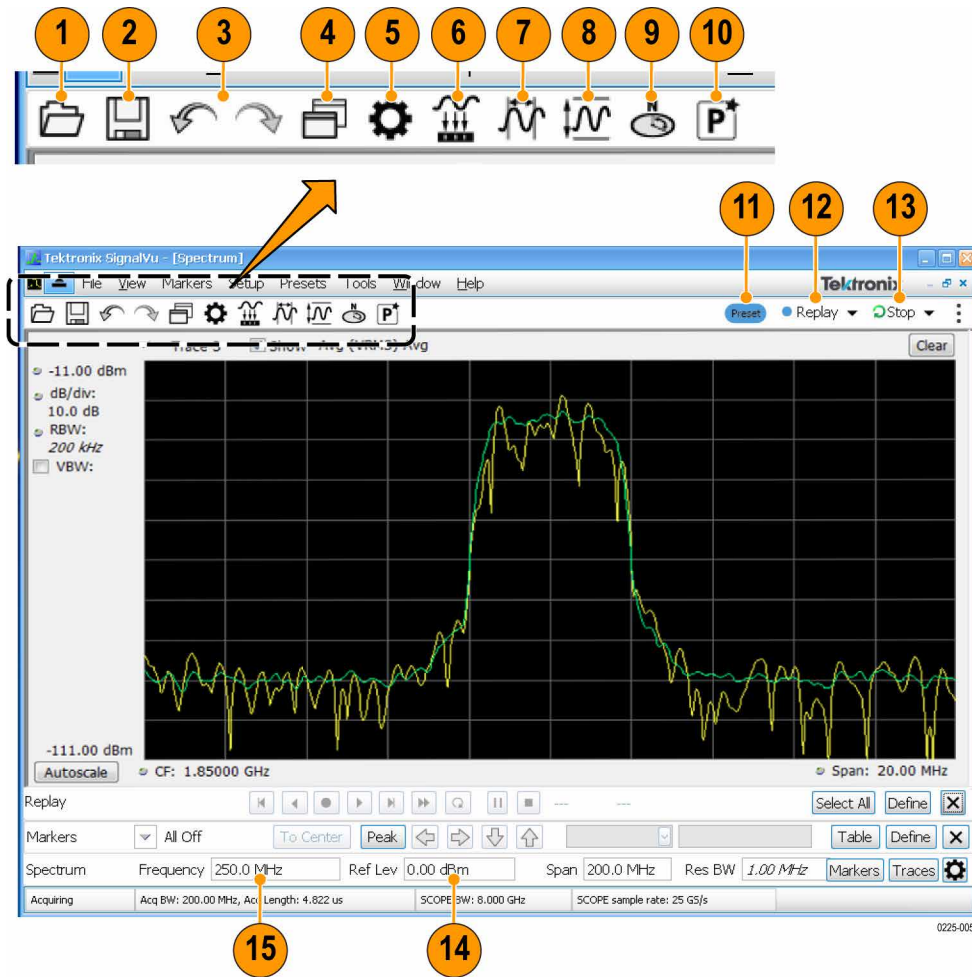 1 2 3 4 5 6 7 8 9 10
N
P
11 12 13
Tektronix SignalVu - [Spectrum]
File View Markers Setup Presets Tools Window Help
Tektronix
N
P
Preset
Replay
Stop
Trace 3 Show Avg (VRMS) Avg
Clear
-11.00 dBm
dB/div:
10.0 dB
RBW:
200 kHz
VBW:
-111.00 dBm
Autoscale CF: 1.85000 GHz Span: 20.00 MHz
Replay --- --- Select All Define
Markers All Off To Center Peak Table Define
Spectrum Frequency 250.0 MHz Ref Lev 0.00 dBm Span 200.0 MHz Res BW 1.00 MHz Markers Traces
Acquiring Acq BW: 200.00 MHz, Acq Length: 4.822 us SCOPE BW: 8.000 GHz SCOPE sample rate: 25 GS/s
0225-005
15 14